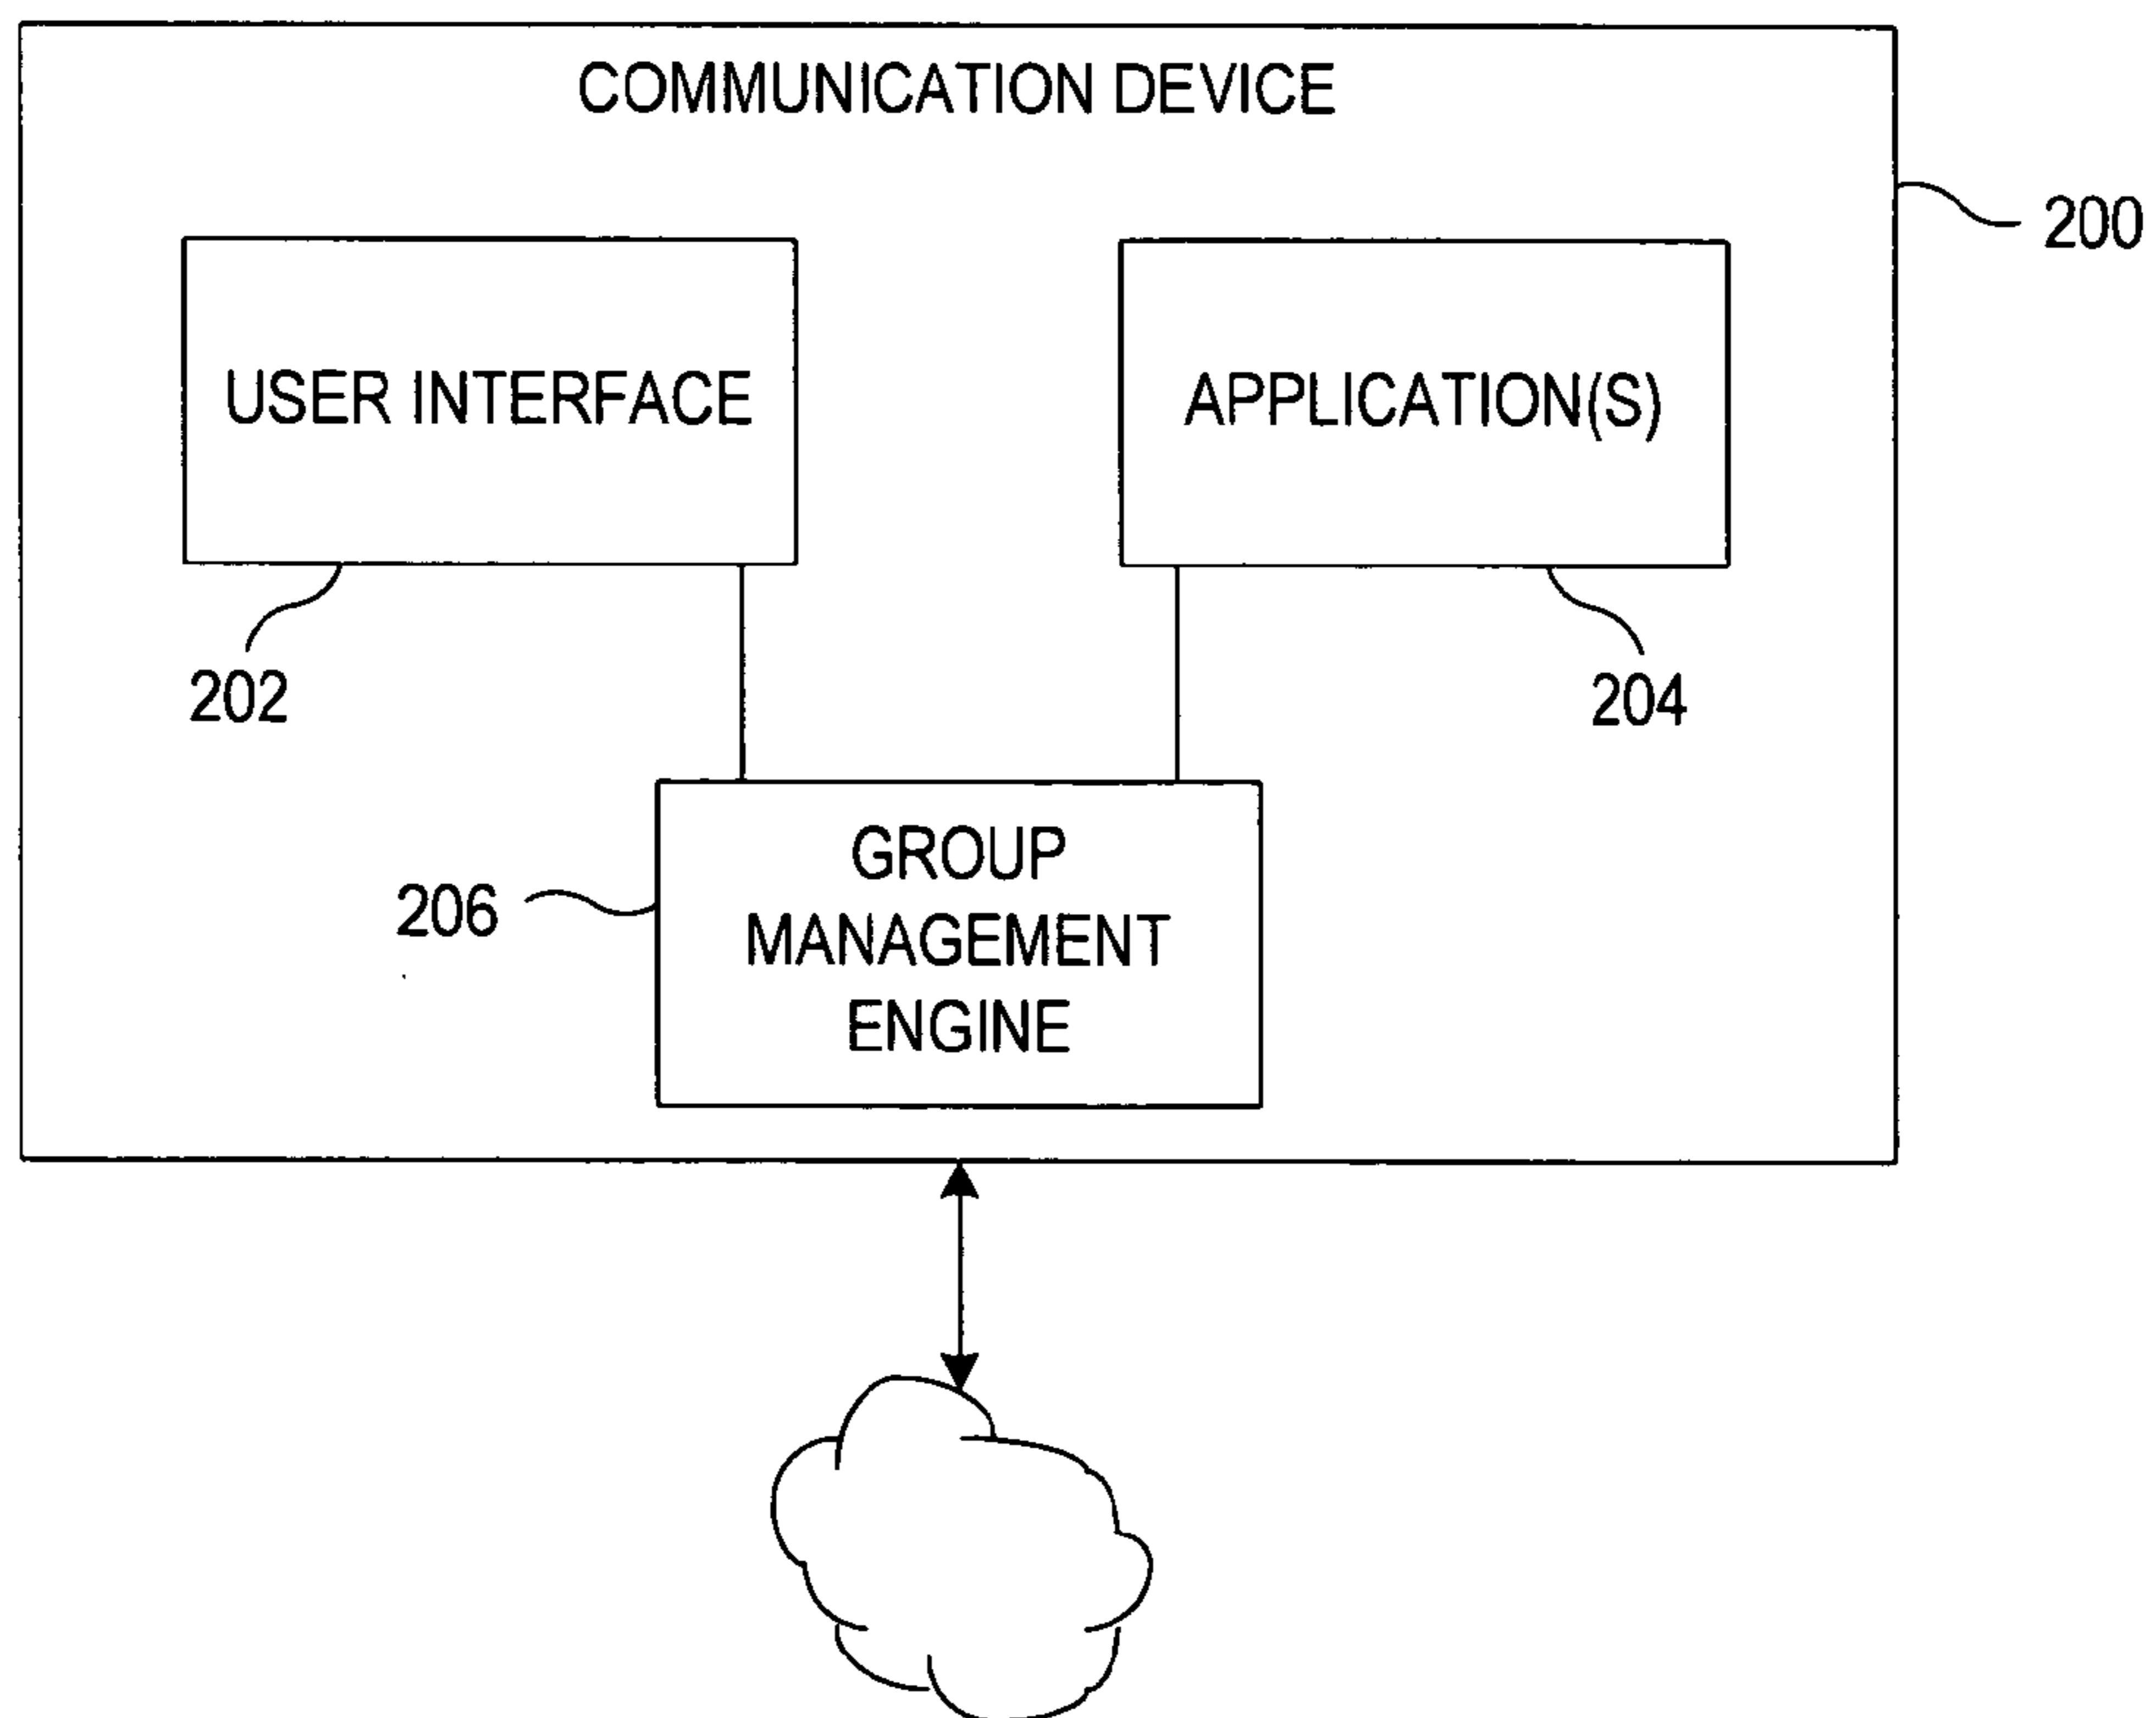 COMMUNICATION DEVICE
200
USER INTERFACE
APPLICATION(S)
202
204
206
GROUP
MANAGEMENT
ENGINE